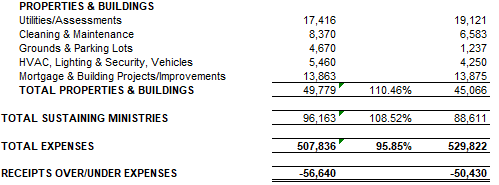 PROPERTIES & BUILDINGS
Utilities/Assessments 17,416 19,121
Cleaning & Maintenance 8,370 6,583
Grounds & Parking Lots 4,670 1,237
HVAC, Lighting & Security, Vehicles 5,460 4,250
Mortgage & Building Projects/Improvements 13,863 13,875
TOTAL PROPERTIES & BUILDINGS 49,779 110.46% 45,066
TOTAL SUSTAINING MINISTRIES 96,163 108.52% 88,611
TOTAL EXPENSES 507,836 95.85% 529,822
RECEIPTS OVER/UNDER EXPENSES -56,640 -50,430